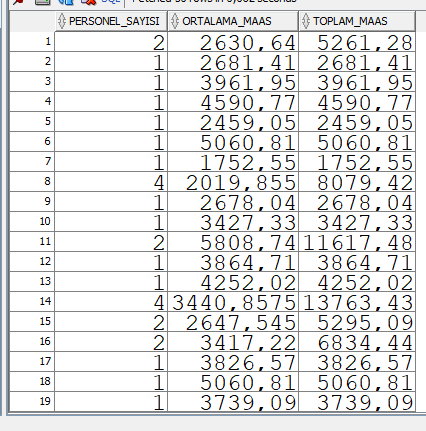 PERSONEL_SAYISI ORTALAMA_MAAS TOPLAM_MAAS
1 2 2630,64 5261,28
2 1 2681,41 2681,41
3 1 3961,95 3961,95
4 1 4590,77 4590,77
5 1 2459,05 2459,05
6 1 5060,81 5060,81
7 1 1752,55 1752,55
8 4 2019,855 8079,42
9 1 2678,04 2678,04
10 1 3427,33 3427,33
11 2 5808,74 11617,48
12 1 3864,71 3864,71
13 1 4252,02 4252,02
14 4 3440,8575 13763,43
15 2 2647,545 5295,09
16 2 3417,22 6834,44
17 1 3826,57 3826,57
18 1 5060,81 5060,81
19 1 3739,09 3739,09